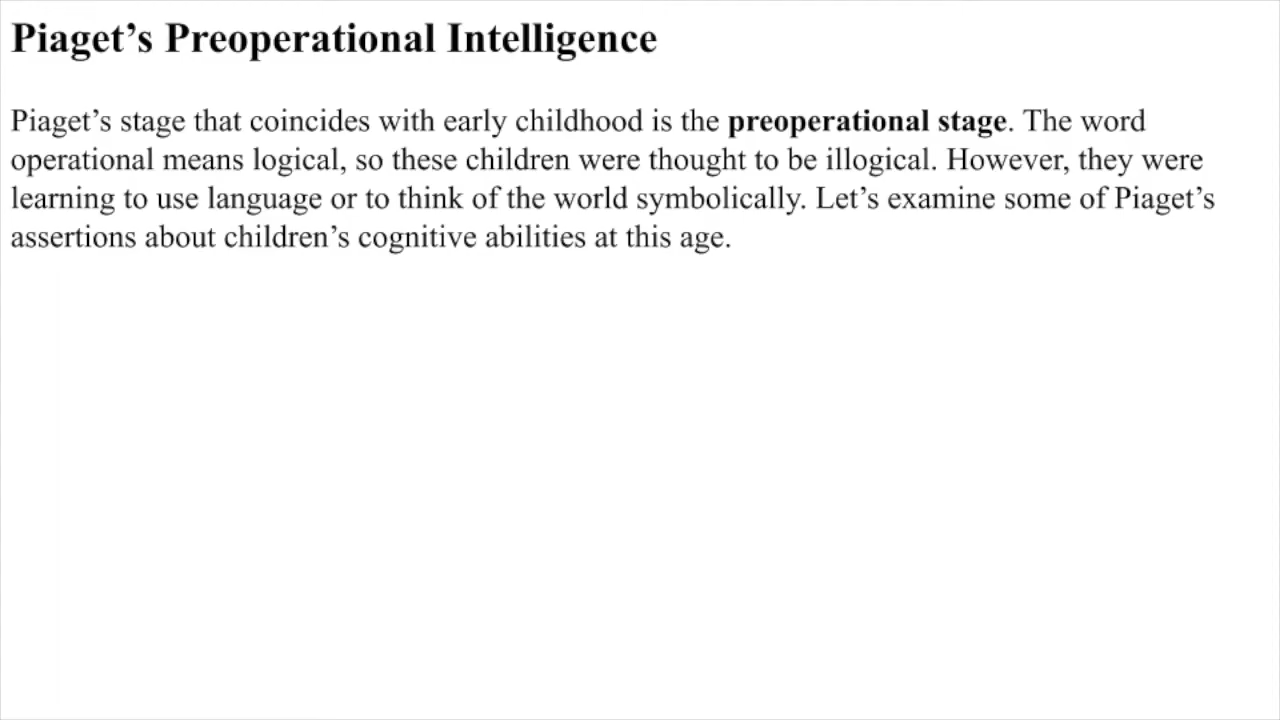 Piaget’s Preoperational Intelligence
Piaget’s stage that coincides with early childhood is the preoperational stage. The word
operational means logical, so these children were thought to be illogical. However, they were
learning to use language or to think of the world symbolically. Let’s examine some of Piaget’s
assertions about children’s cognitive abilities at this age.